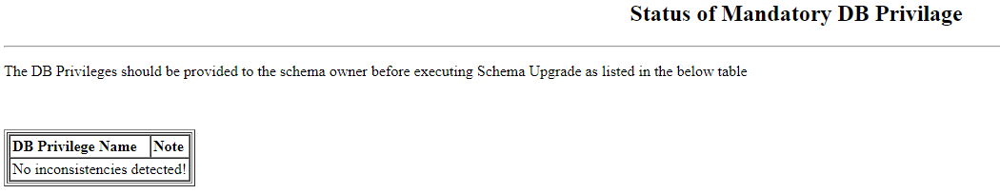 Status of Mandatory DB Privilage
The DB Privileges should be provided to the schema owner before executing Schema Upgrade as listed in the below table
DB Privilege Name Note
No inconsistencies detected!